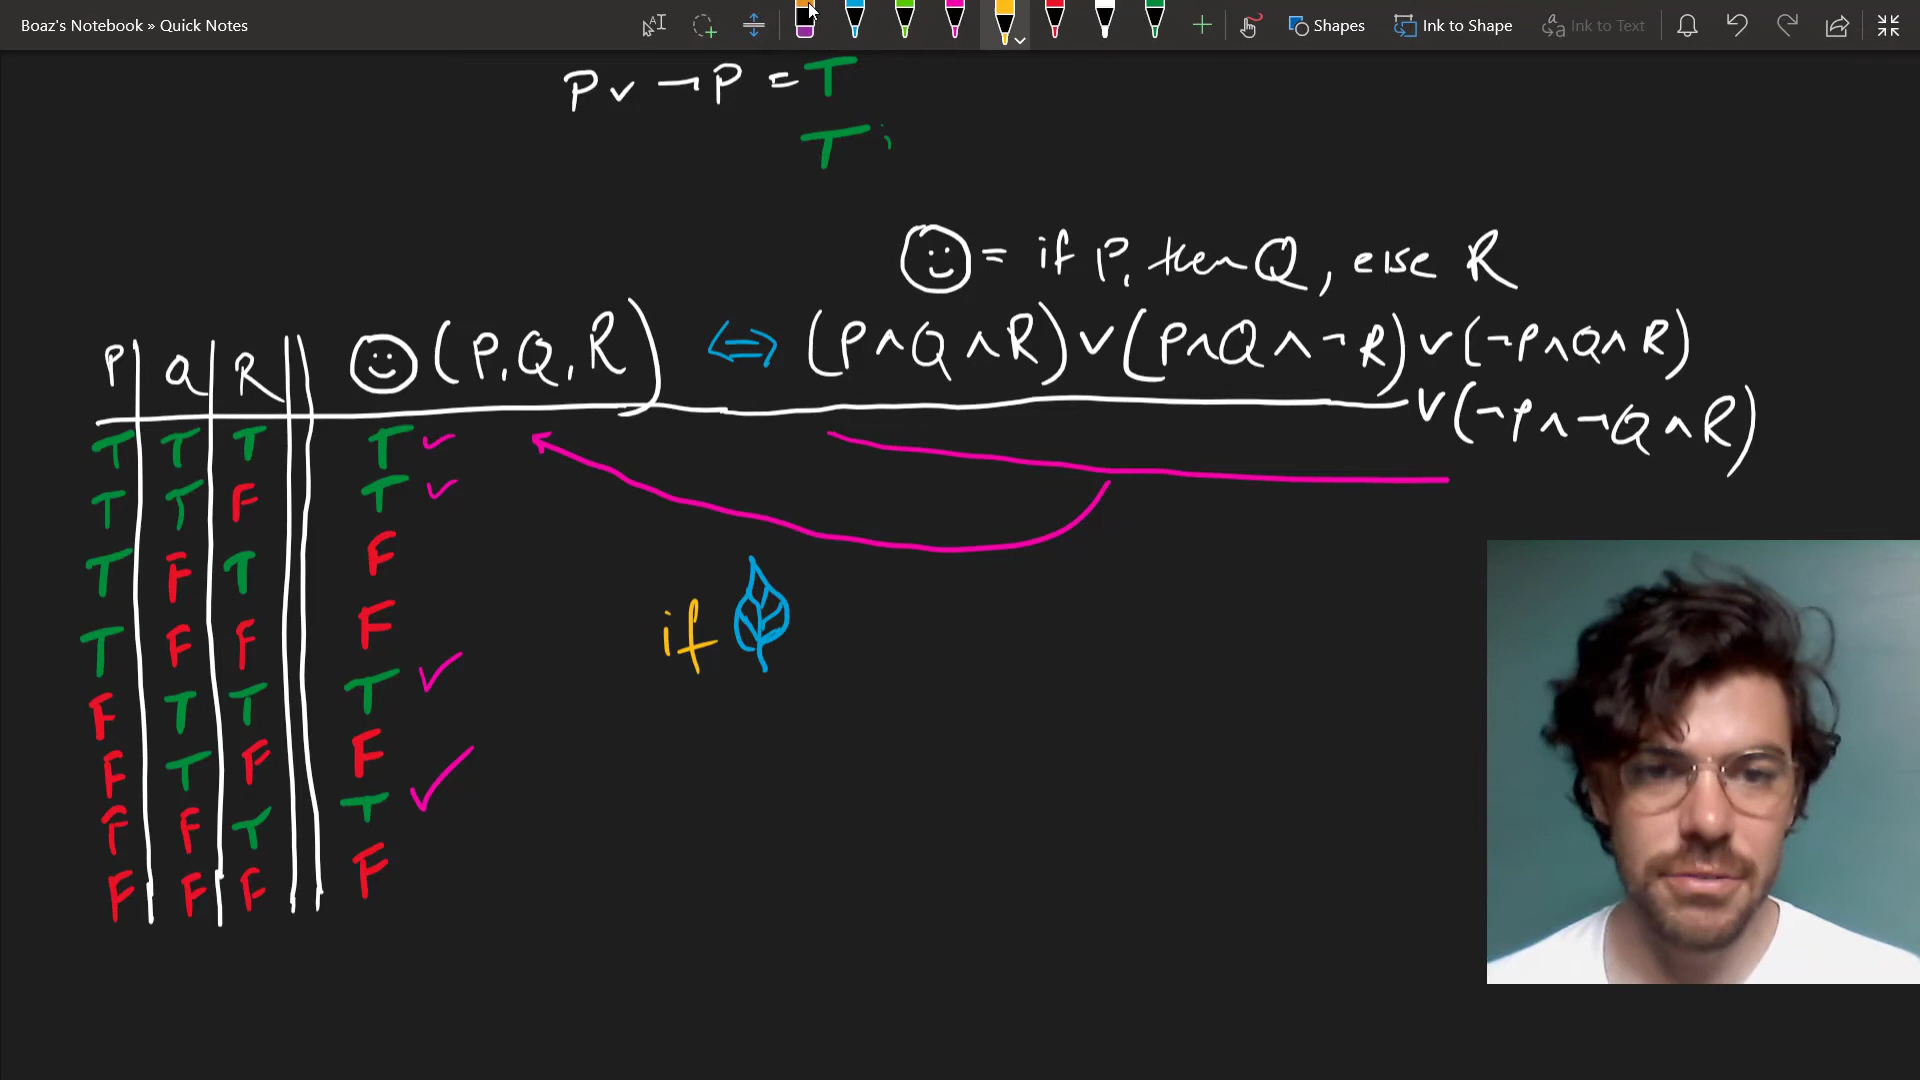 Boaz's Notebook » Quick Notes
Shapes
Ink to Shape
Ink to Text
P ∨ ¬P = T
T
☺ = if P, then Q, else R
P Q R ☺(P, Q, R) ⇔ (P∧Q∧R)∨(P∧Q∧¬R)∨(¬P∧Q∧R)
∨(¬P∧¬Q∧R)
T T T T ✓
T T F T ✓
T F T F
T F F F
F T T T ✓
F T F F
F F T T ✓
F F F F
if